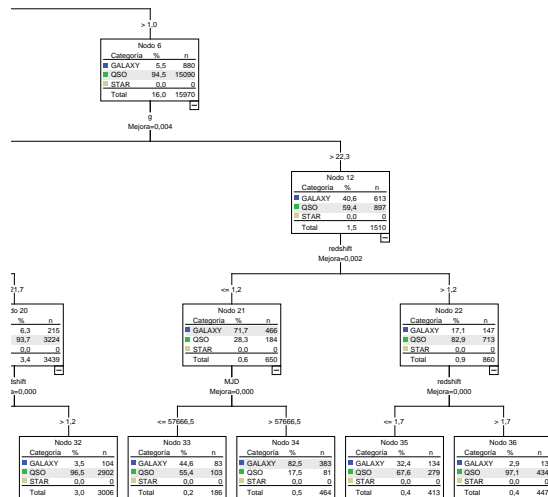 > 1,0
Nodo 6
Categoría % n
GALAXY 5,5 880
QSO 94,5 15090
STAR 0,0 0
Total 16,0 15970
g
Mejora=0,004
> 22,3
Nodo 12
Categoría % n
GALAXY 40,6 613
QSO 59,4 897
STAR 0,0 0
Total 1,5 1510
redshift
Mejora=0,002
21,7
<= 1,2
> 1,2
do 20
% n
6,3 215
93,7 3224
0,0 0
3,4 3439
dshift
a=0,000
Nodo 21
Categoría % n
GALAXY 71,7 466
QSO 28,3 184
STAR 0,0 0
Total 0,6 650
MJD
Mejora=0,000
Nodo 22
Categoría % n
GALAXY 17,1 147
QSO 82,9 713
STAR 0,0 0
Total 0,9 860
redshift
Mejora=0,000
> 1,2
<= 57666,5
> 57666,5
<= 1,7
> 1,7
Nodo 32
Categoría % n
GALAXY 3,5 104
QSO 96,5 2902
STAR 0,0 0
Total 3,0 3006
Nodo 33
Categoría % n
GALAXY 44,6 83
QSO 55,4 103
STAR 0,0 0
Total 0,2 186
Nodo 34
Categoría % n
GALAXY 82,5 383
QSO 17,5 81
STAR 0,0 0
Total 0,5 464
Nodo 35
Categoría % n
GALAXY 32,4 134
QSO 67,6 279
STAR 0,0 0
Total 0,4 413
Nodo 36
Categoría % n
GALAXY 2,9 13
QSO 97,1 434
STAR 0,0 0
Total 0,4 447